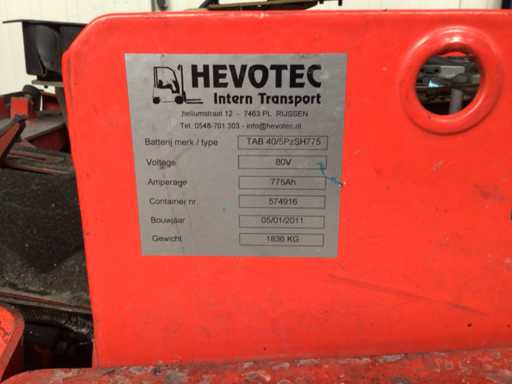 HEVOTEC
Intern Transport
heliumstraat 12 - 7463 PL RIJSSEN
Tel. 0548-701 303 - info@hevotec.nl
Batterij merk / type TAB 40/5PzSH775
Voltage 80V
Amperage 775Ah
Container nr. 574916
Bouwjaar 05/01/2011
Gewicht 1836 KG